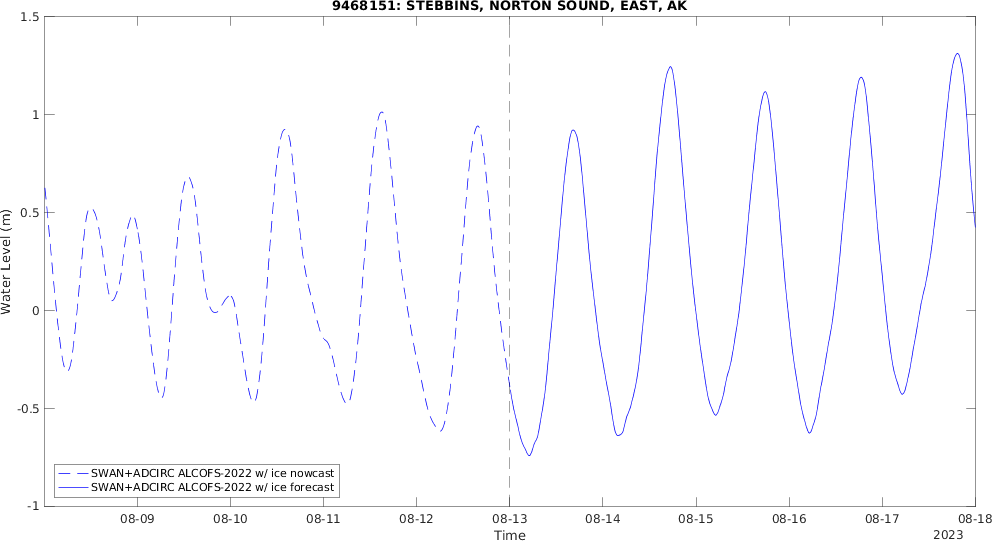 9468151: STEBBINS, NORTON SOUND, EAST, AK
1.5
1
0.5
0
-0.5
-1
Water Level (m)
SWAN+ADCIRC ALCOFS-2022 w/ ice nowcast
SWAN+ADCIRC ALCOFS-2022 w/ ice forecast
08-09 08-10 08-11 08-12 08-13 08-14 08-15 08-16 08-17 08-18
Time
2023